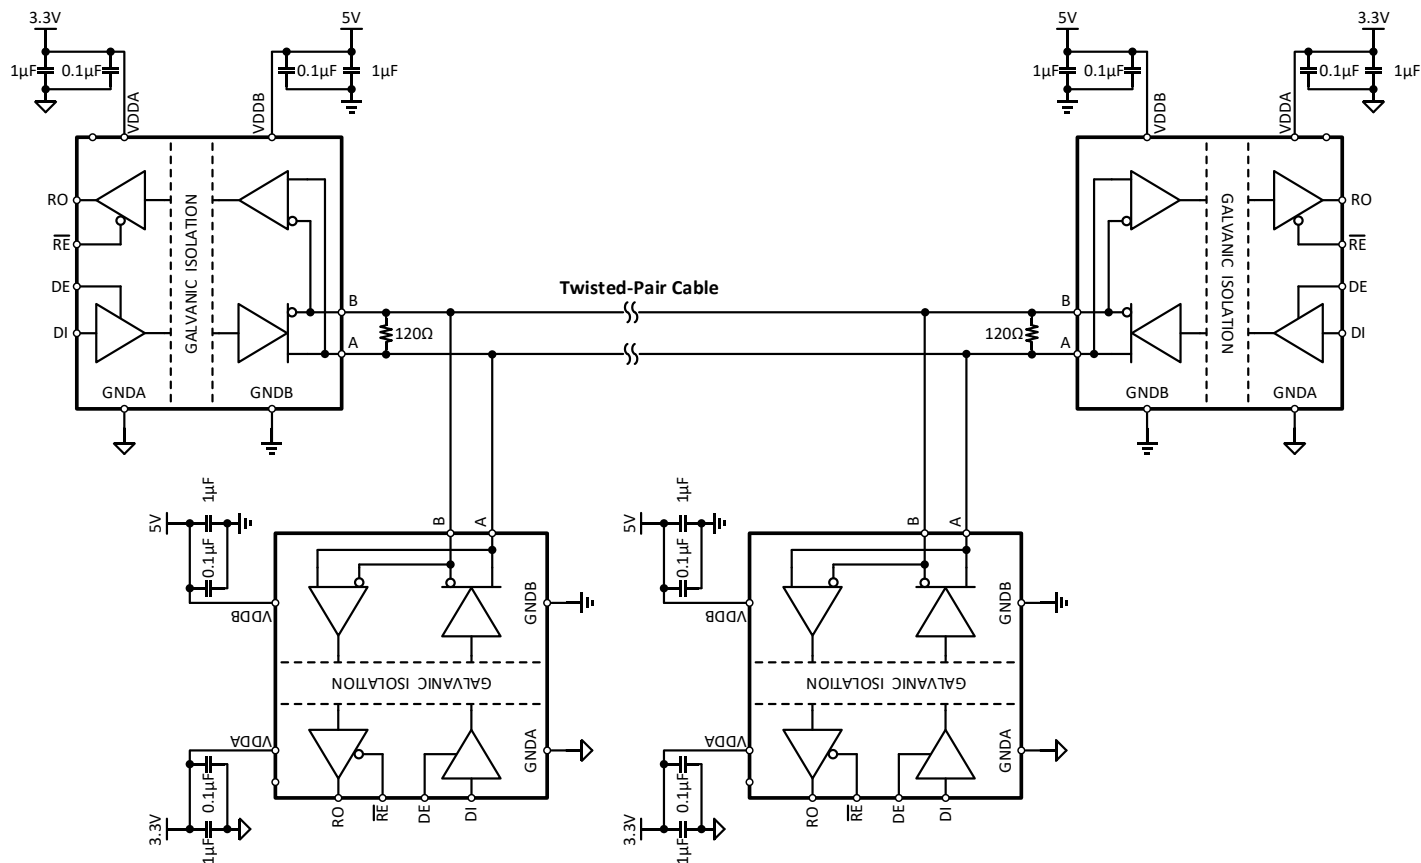 3.3V
5V
5V
3.3V
1µF
0.1µF
0.1µF
1µF
1µF
0.1µF
0.1µF
1µF
VDDA
VDDB
VDDB
VDDA
RO
RE
DE
DI
GALVANIC ISOLATION
GNDA
GNDB
B
A
120Ω
Twisted-Pair Cable
120Ω
B
A
GALVANIC ISOLATION
RO
RE
DE
DI
GNDB
GNDA
5V
1µF
0.1µF
VDDB
B
A
GNDB
GALVANIC ISOLATION
VDDA
GNDA
3.3V
0.1µF
1µF
RO
RE
DE
DI
5V
1µF
0.1µF
VDDB
B
A
GNDB
GALVANIC ISOLATION
VDDA
GNDA
3.3V
0.1µF
1µF
RO
RE
DE
DI